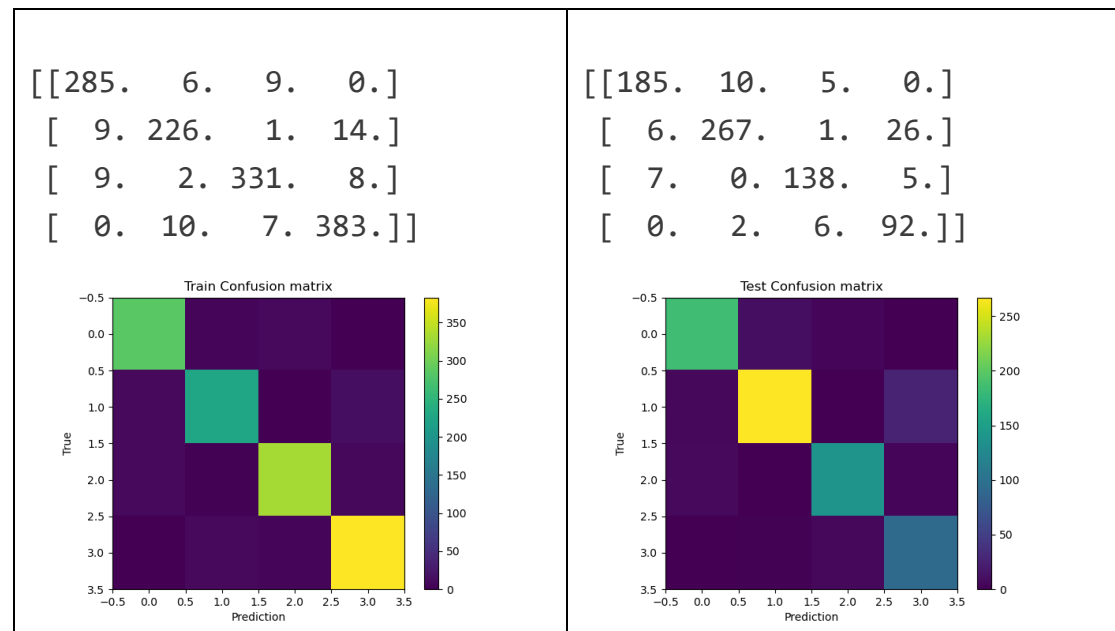 [[285. 6. 9. 0.]
[ 9. 226. 1. 14.]
[ 9. 2. 331. 8.]
[ 0. 10. 7. 383.]]
Train Confusion matrix
−0.5
0.0
0.5
1.0
1.5
2.0
2.5
3.0
3.5
True
−0.5 0.0 0.5 1.0 1.5 2.0 2.5 3.0 3.5
Prediction
350
300
250
200
150
100
50
0
[[185. 10. 5. 0.]
[ 6. 267. 1. 26.]
[ 7. 0. 138. 5.]
[ 0. 2. 6. 92.]]
Test Confusion matrix
−0.5
0.0
0.5
1.0
1.5
2.0
2.5
3.0
3.5
True
−0.5 0.0 0.5 1.0 1.5 2.0 2.5 3.0 3.5
Prediction
250
200
150
100
50
0